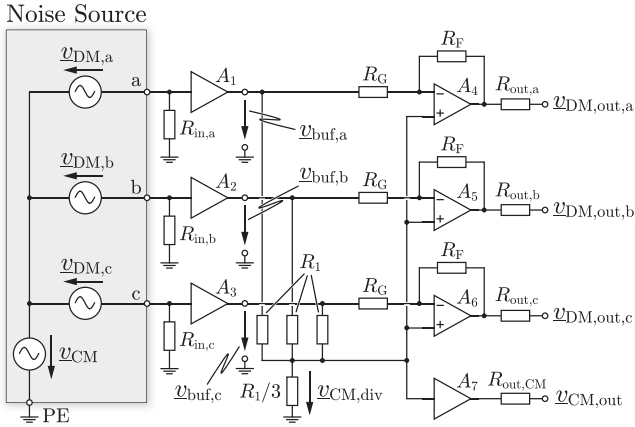 Noise Source
v_DM,a
a
A_1
R_in,a
v_buf,a
R_G
R_F
A_4
R_out,a
v_DM,out,a
v_DM,b
b
A_2
R_in,b
v_buf,b
R_G
R_F
A_5
R_out,b
v_DM,out,b
v_DM,c
c
A_3
R_in,c
v_buf,c
R_1
R_G
R_F
A_6
R_out,c
v_DM,out,c
v_CM
PE
R_1/3
v_CM,div
A_7
R_out,CM
v_CM,out
− +
− +
− +